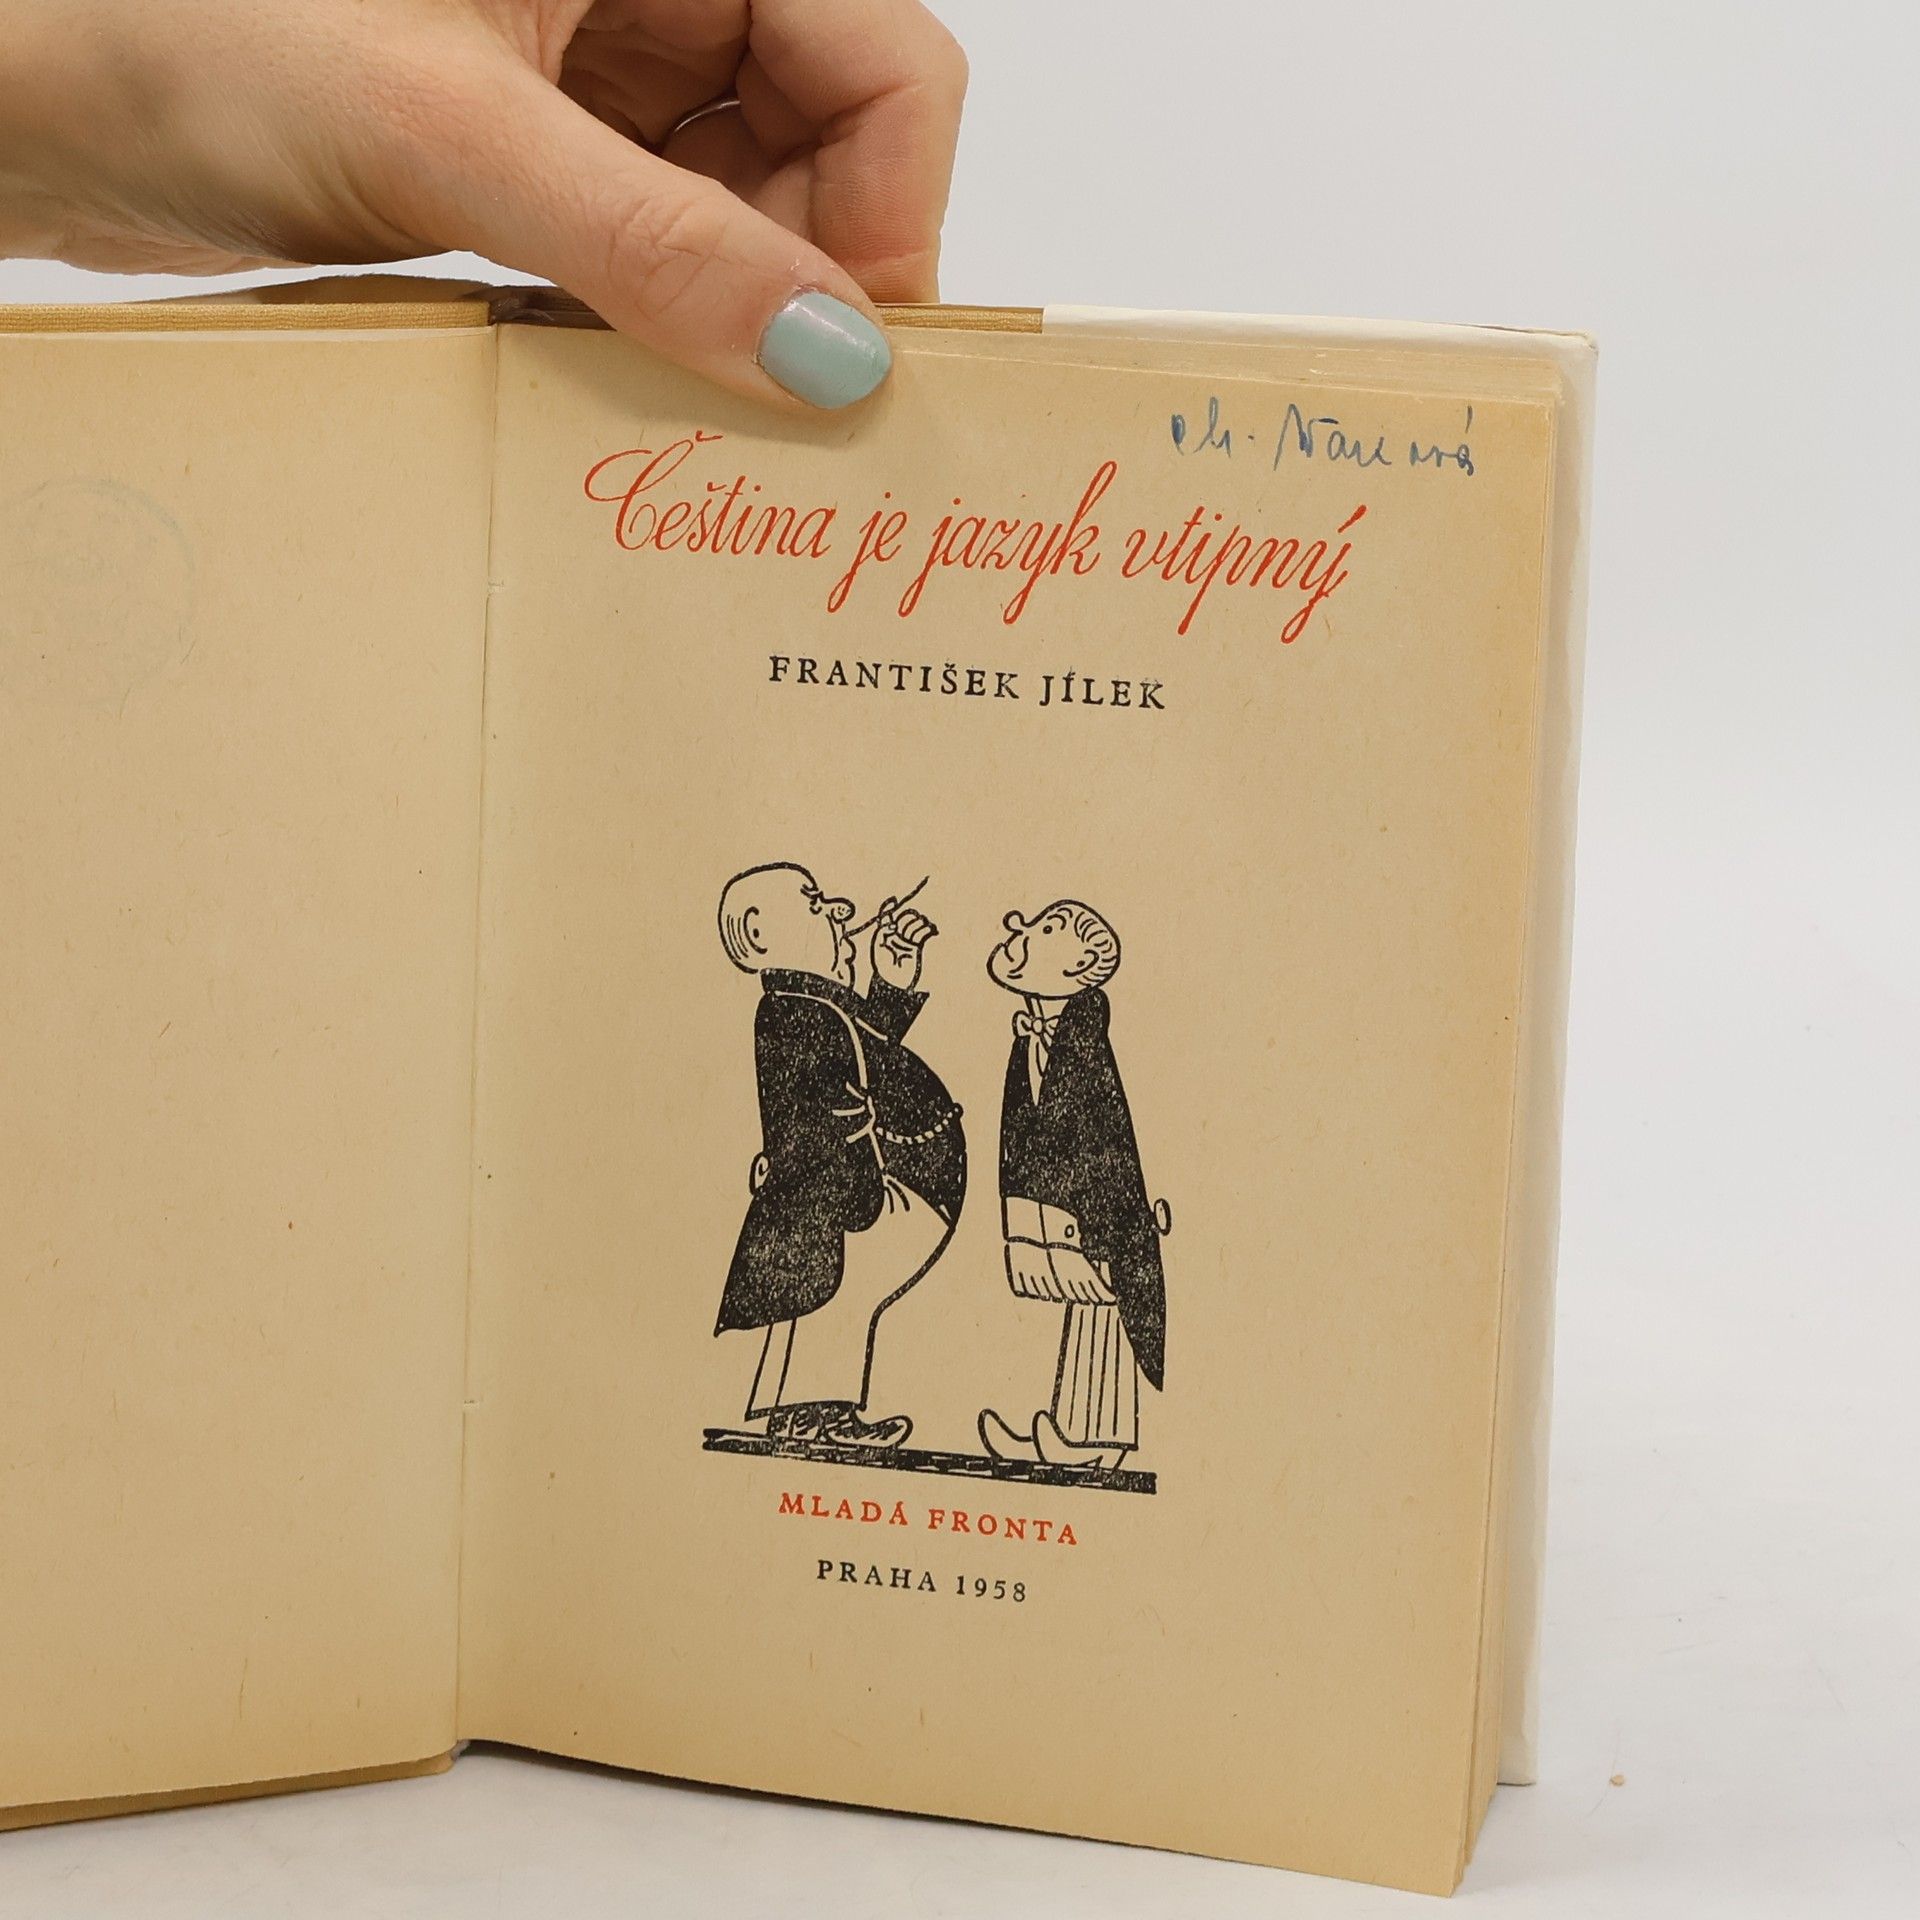 Čeština je jazyk vtipný
FRANTIŠEK JÍLEK
MLADÁ FRONTA
PRAHA 1958